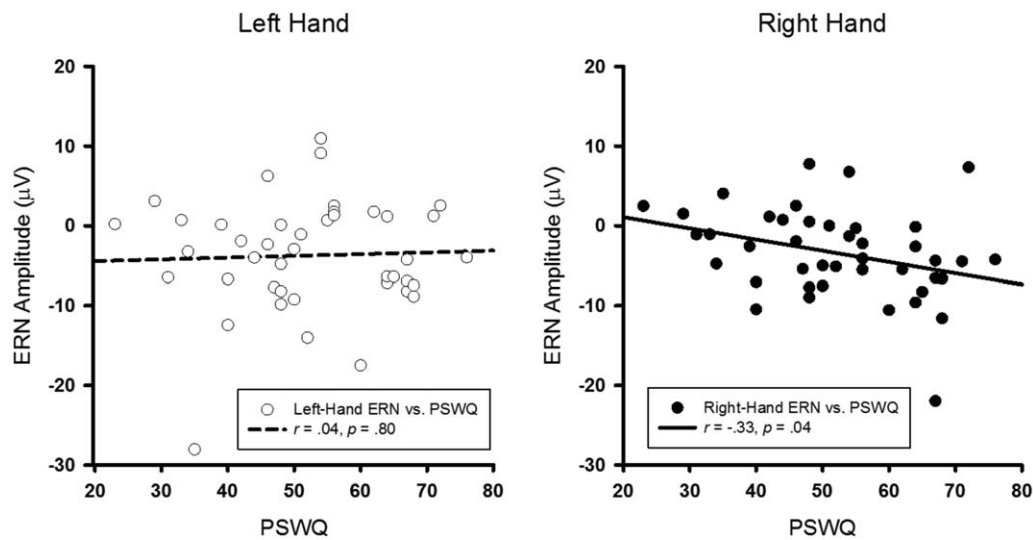 Left Hand
ERN Amplitude (μV)
20
10
0
-10
-20
-30
Left-Hand ERN vs. PSWQ
r = .04, p = .80
20 30 40 50 60 70 80
PSWQ
Right Hand
ERN Amplitude (μV)
20
10
0
-10
-20
-30
Right-Hand ERN vs. PSWQ
r = -.33, p = .04
20 30 40 50 60 70 80
PSWQ